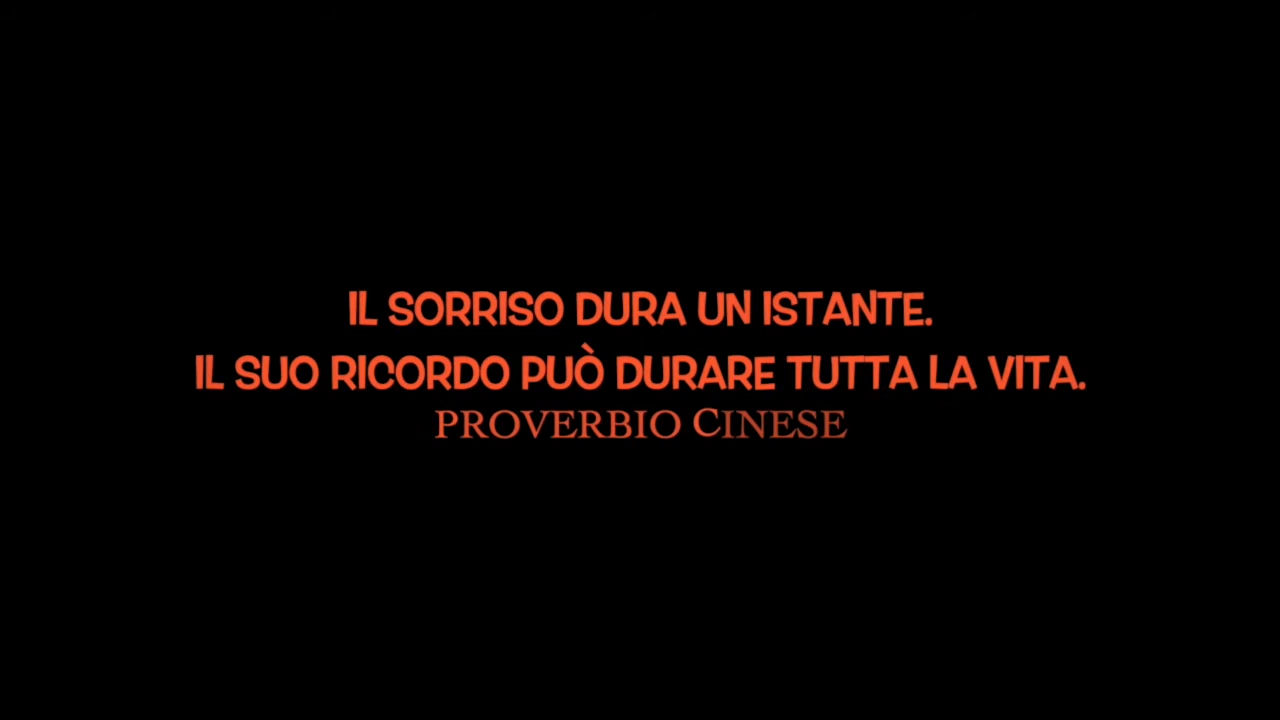 IL SORRISO DURA UN ISTANTE.
IL SUO RICORDO PUÒ DURARE TUTTA LA VITA.
PROVERBIO CINESE